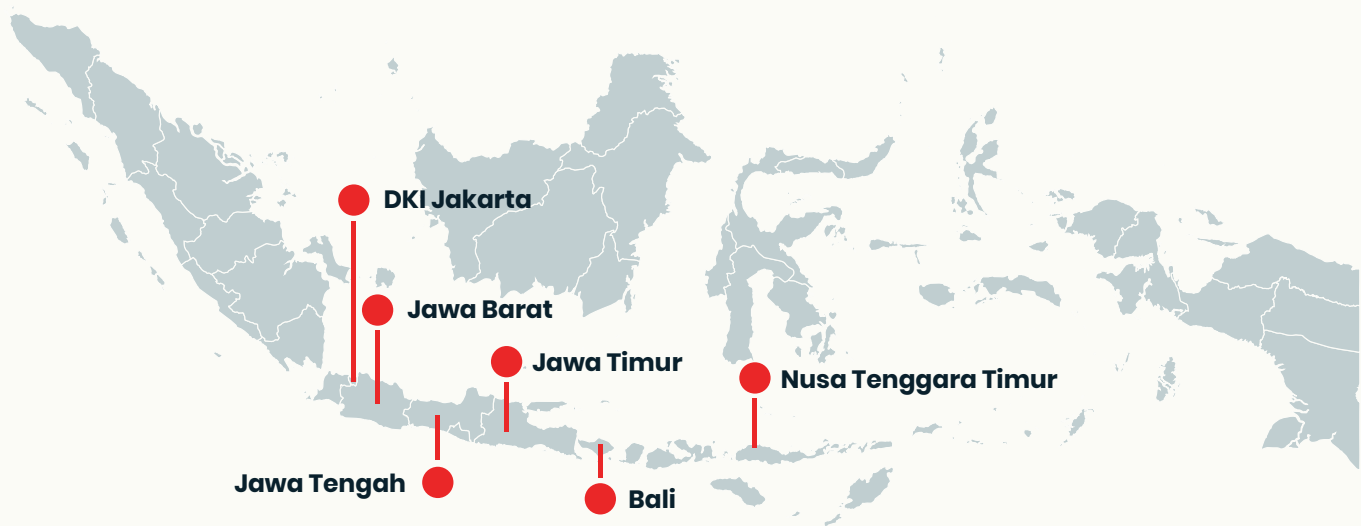 DKI Jakarta
Jawa Barat
Jawa Timur
Nusa Tenggara Timur
Jawa Tengah
Bali